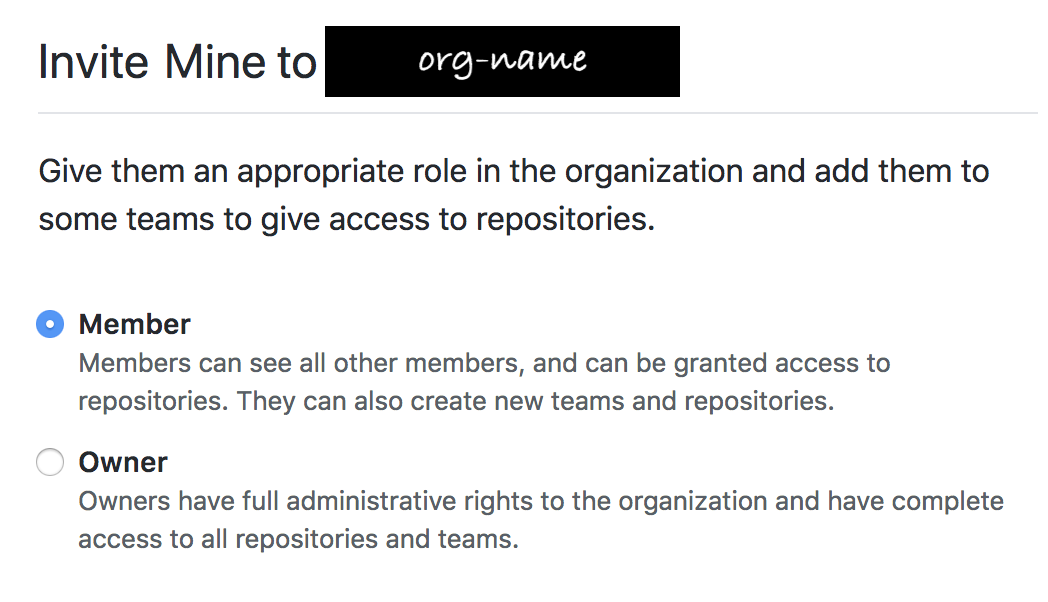 Invite Mine to org-name
Give them an appropriate role in the organization and add them to
some teams to give access to repositories.
Member
Members can see all other members, and can be granted access to
repositories. They can also create new teams and repositories.
Owner
Owners have full administrative rights to the organization and have complete
access to all repositories and teams.